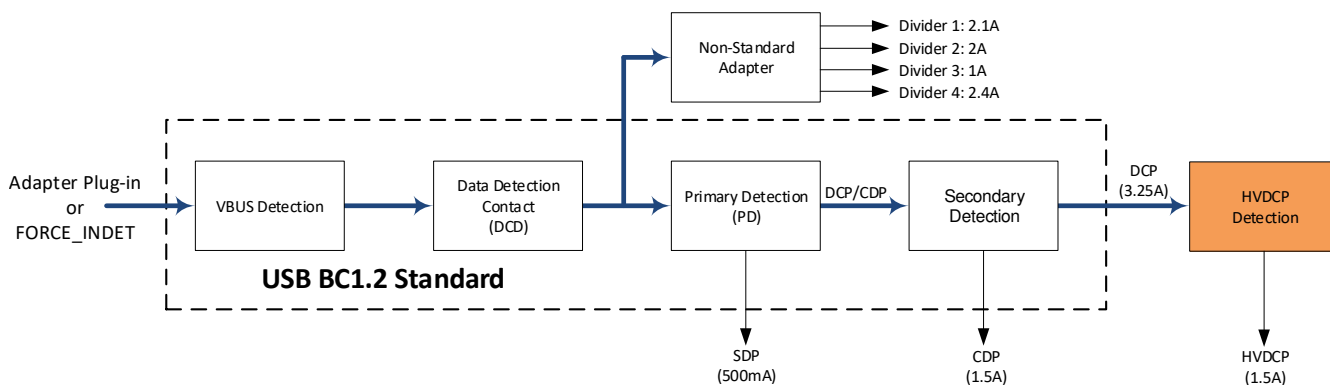 Non-Standard
Adapter
Divider 1: 2.1A
Divider 2: 2A
Divider 3: 1A
Divider 4: 2.4A
Adapter Plug-in
or
FORCE_INDET
VBUS Detection
Data Detection
Contact
(DCD)
Primary Detection
(PD)
DCP/CDP
Secondary
Detection
DCP
(3.25A)
HVDCP
Detection
USB BC1.2 Standard
SDP
(500mA)
CDP
(1.5A)
HVDCP
(1.5A)